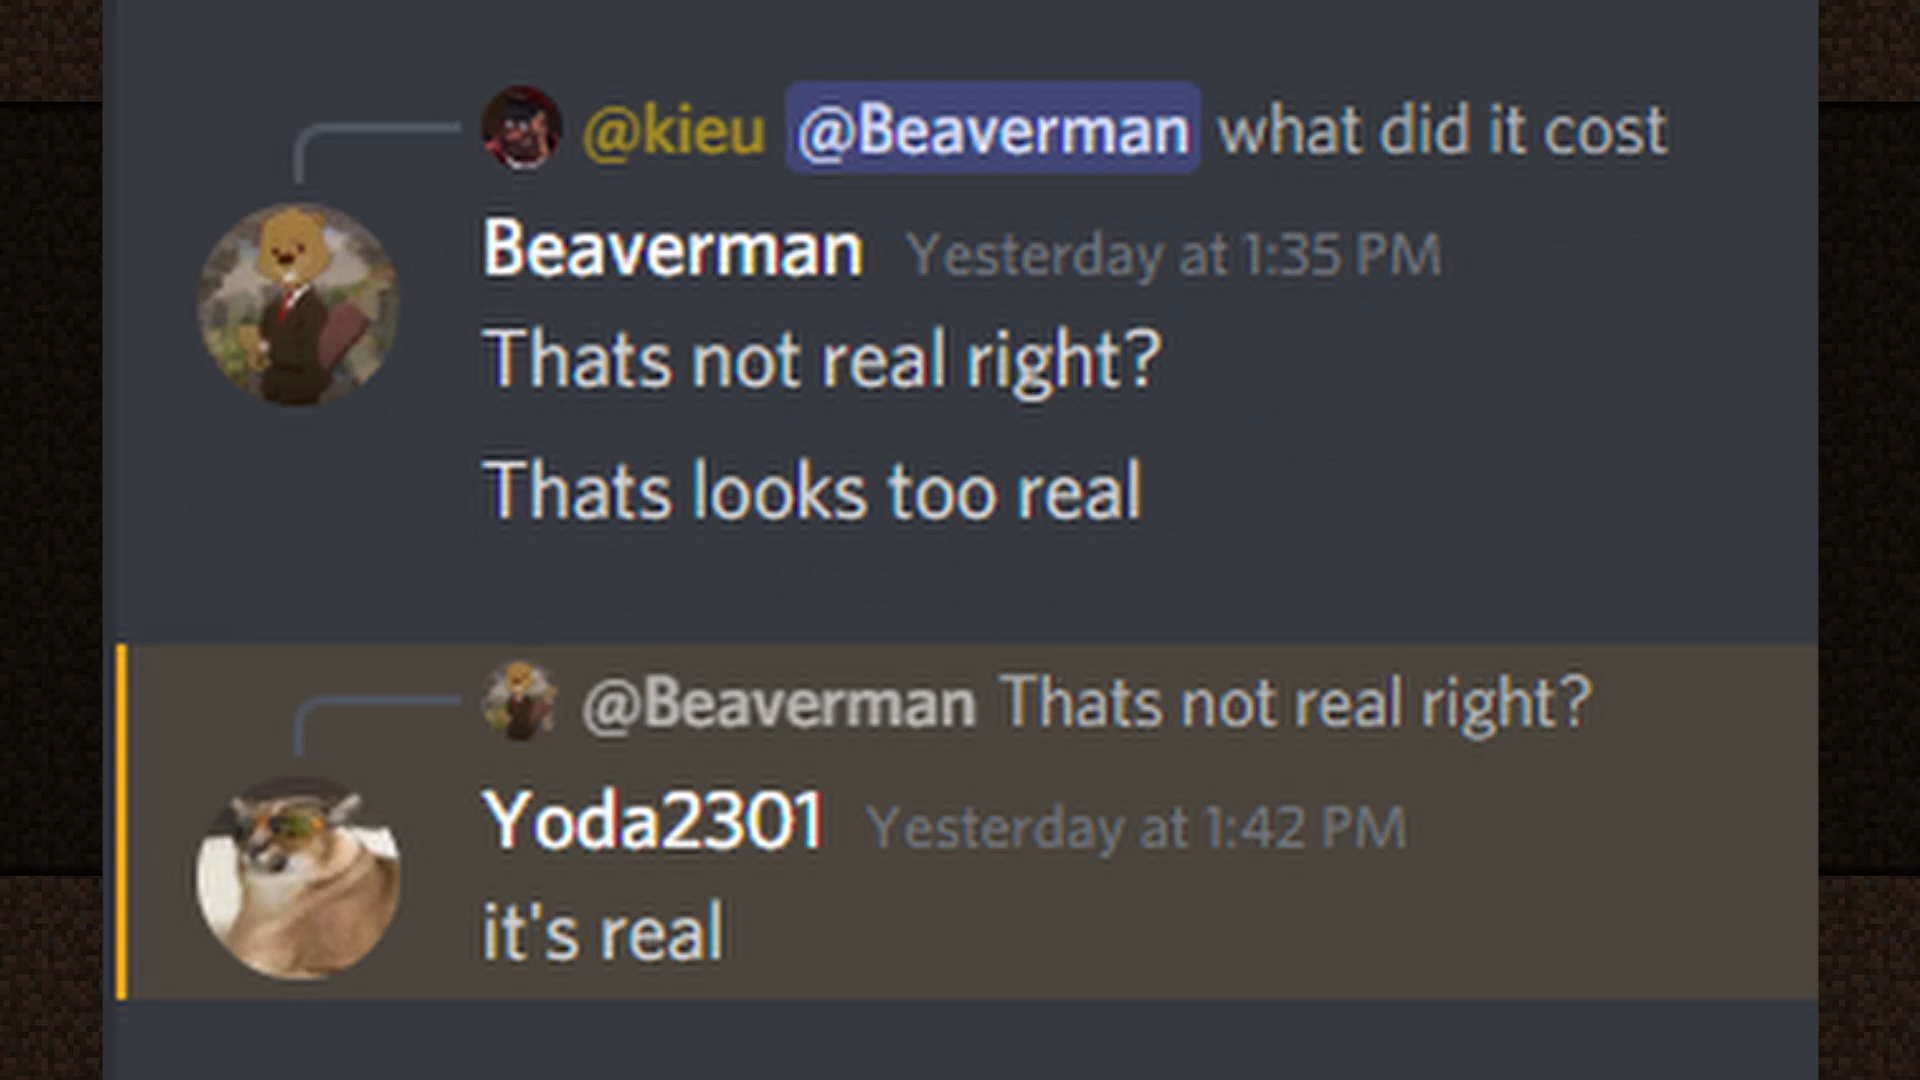 @kieu @Beaverman what did it cost
Beaverman Yesterday at 1:35 PM
Thats not real right?
Thats looks too real
@Beaverman Thats not real right?
Yoda2301 Yesterday at 1:42 PM
it's real